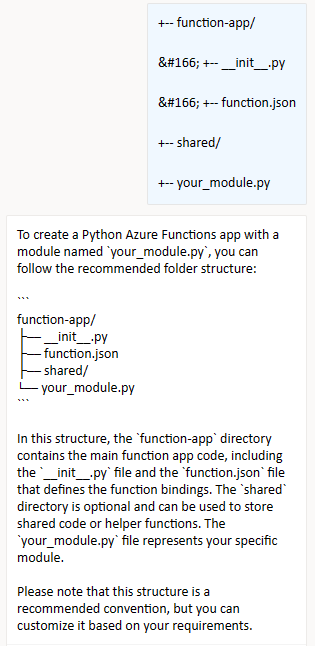 +-- function-app/
&#166; +-- __init__.py
&#166; +-- function.json
+-- shared/
+-- your_module.py
To create a Python Azure Functions app with a
module named `your_module.py`, you can
follow the recommended folder structure:
```
function-app/
├── __init__.py
├── function.json
├── shared/
└── your_module.py
```
In this structure, the `function-app` directory
contains the main function app code, including
the `__init__.py` file and the `function.json` file
that defines the function bindings. The `shared`
directory is optional and can be used to store
shared code or helper functions. The
`your_module.py` file represents your specific
module.
Please note that this structure is a
recommended convention, but you can
customize it based on your requirements.